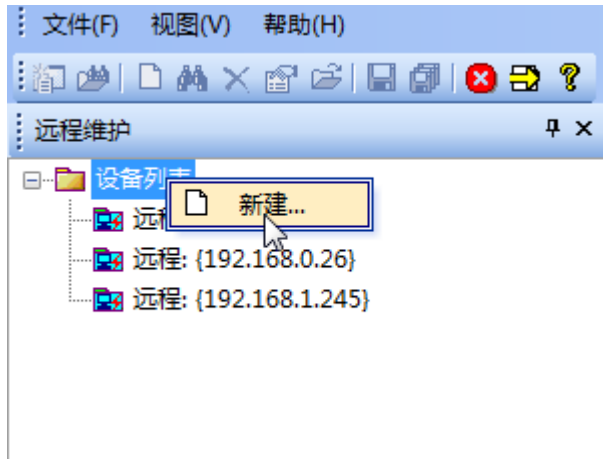 文件(F) 视图(V) 帮助(H)
远程维护
设备列表
新建...
远程: {192.168.0.26}
远程: {192.168.1.245}